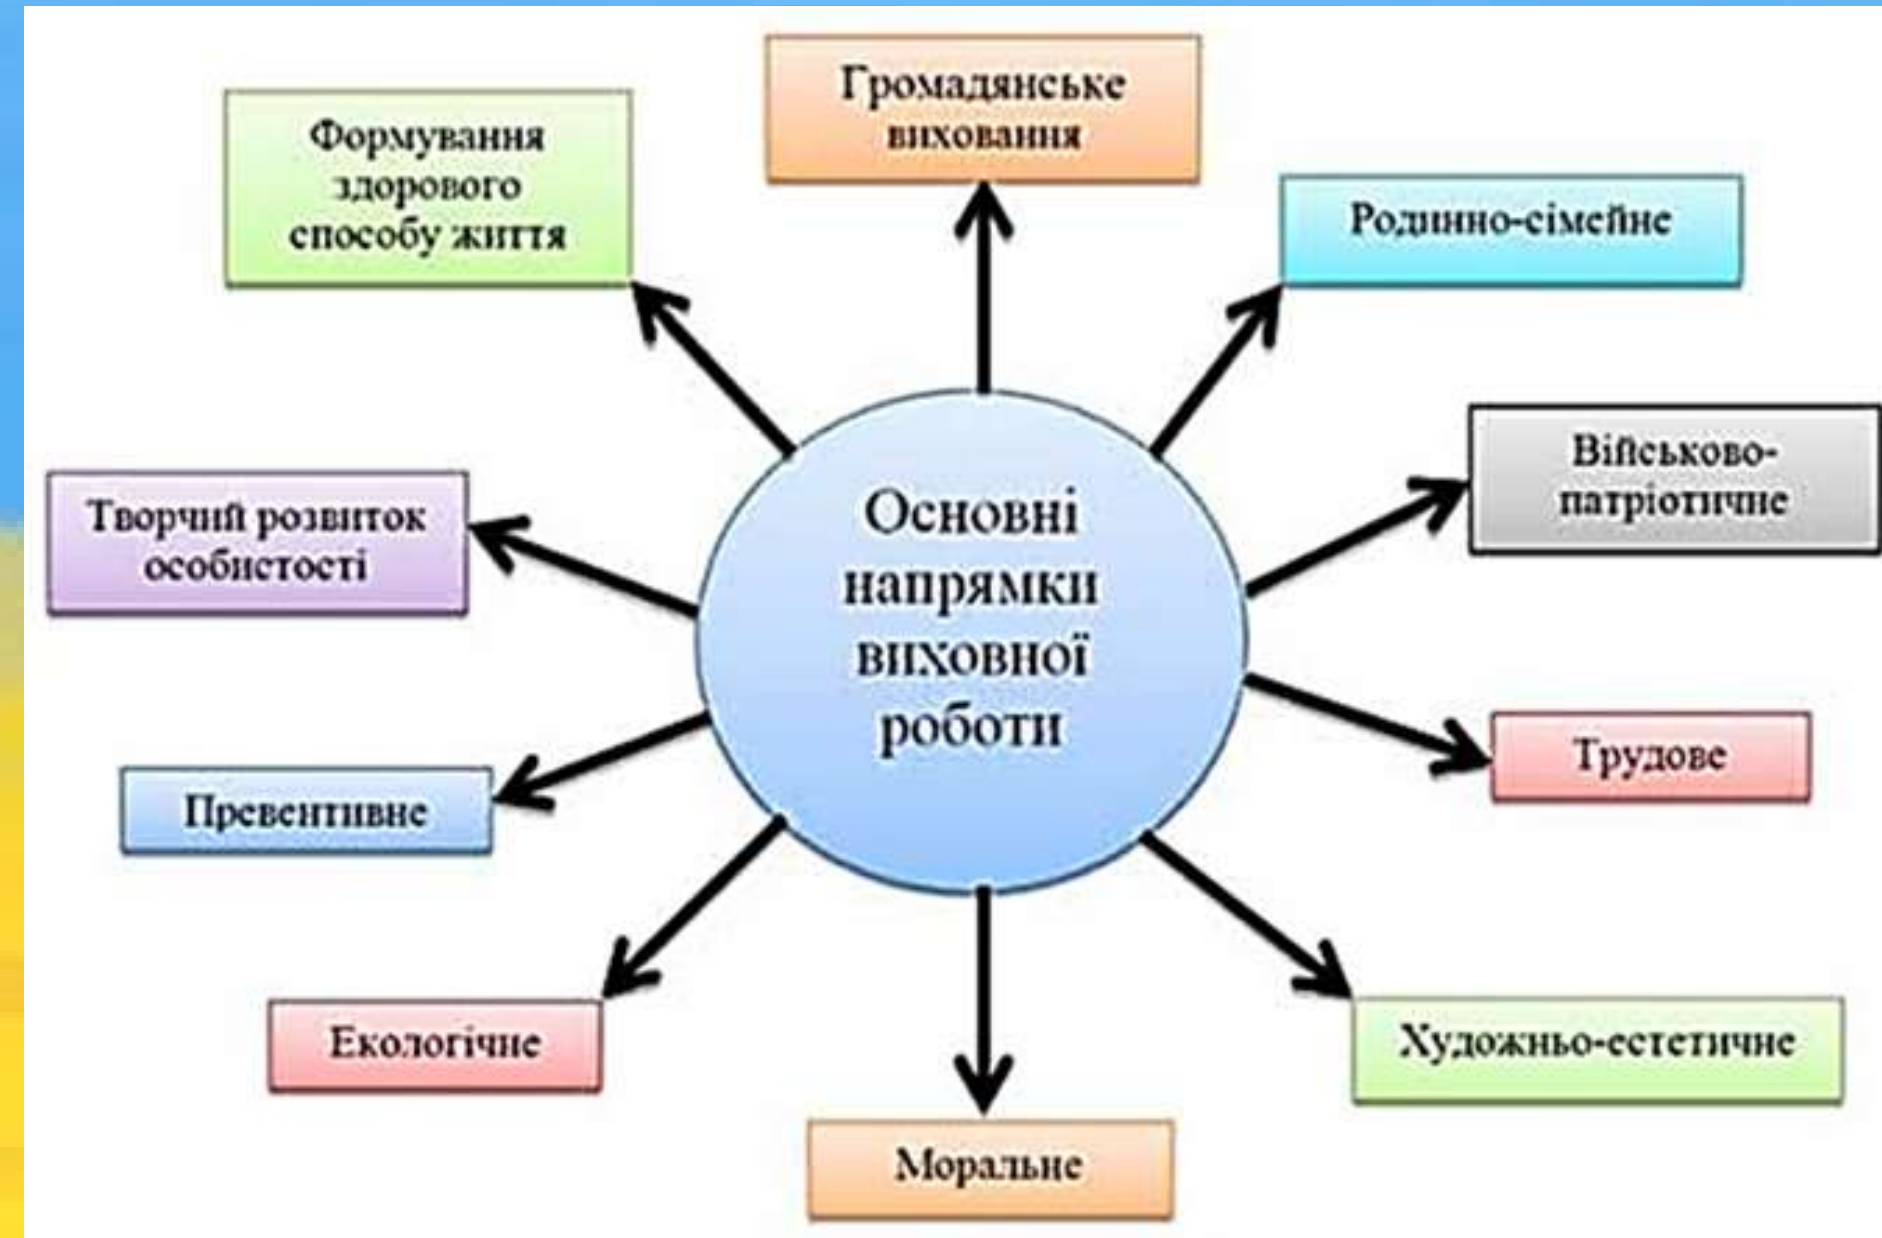 Громадянське
виховання
Формування
здорового
способу життя
Родинно-сімейне
Військово-
патріотичне
Творчий розвиток
особистості
Основні
напрямки
виховної
роботи
Трудове
Превентивне
Екологічне
Художньо-естетичне
Моральне